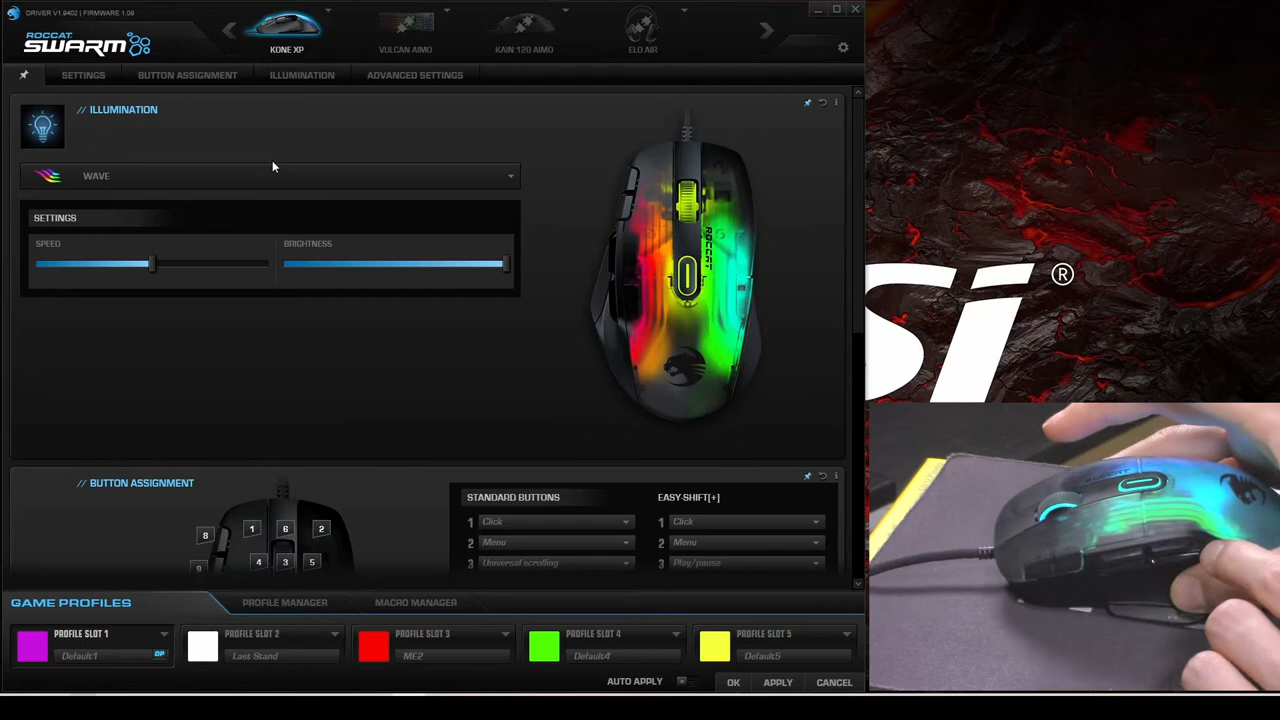 DRIVER V1.9402 | FIRMWARE 1.09
ROCCAT
SWARM
KONE XP
VULCAN AIMO
KAIN 120 AIMO
ELO AIR
SETTINGS
BUTTON ASSIGNMENT
ILLUMINATION
ADVANCED SETTINGS
// ILLUMINATION
WAVE
SETTINGS
SPEED
BRIGHTNESS
ROCCAT
// BUTTON ASSIGNMENT
8 1 6 2
9 4 3 5
STANDARD BUTTONS
1 Click
2 Menu
3 Universal scrolling
EASY-SHIFT[+]
1 Click
2 Menu
3 Play/pause
GAME PROFILES
PROFILE MANAGER
MACRO MANAGER
PROFILE SLOT 1
Default1
DP
PROFILE SLOT 2
Last Stand
PROFILE SLOT 3
ME2
PROFILE SLOT 4
Default4
PROFILE SLOT 5
Default5
AUTO APPLY
OK
APPLY
CANCEL
si®